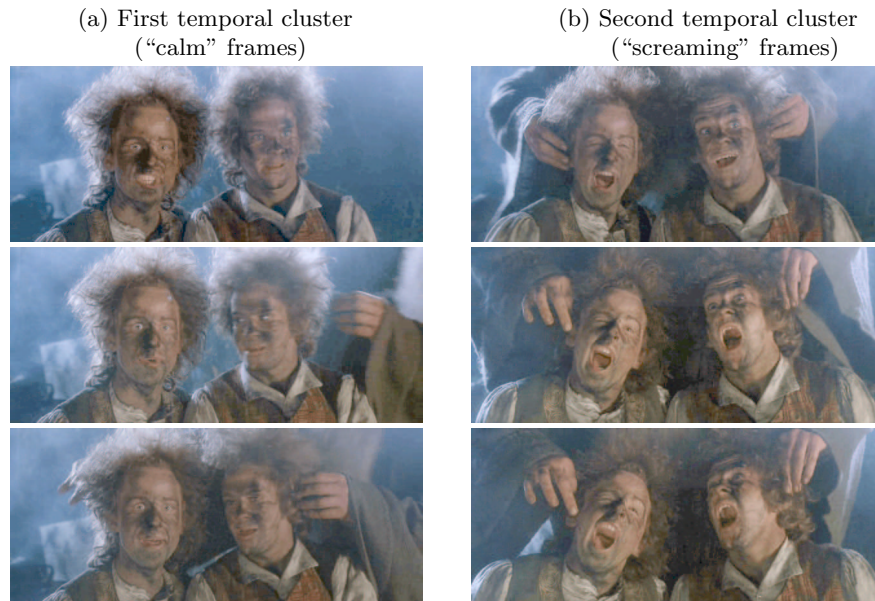 (a) First temporal cluster
(“calm” frames)
(b) Second temporal cluster
(“screaming” frames)